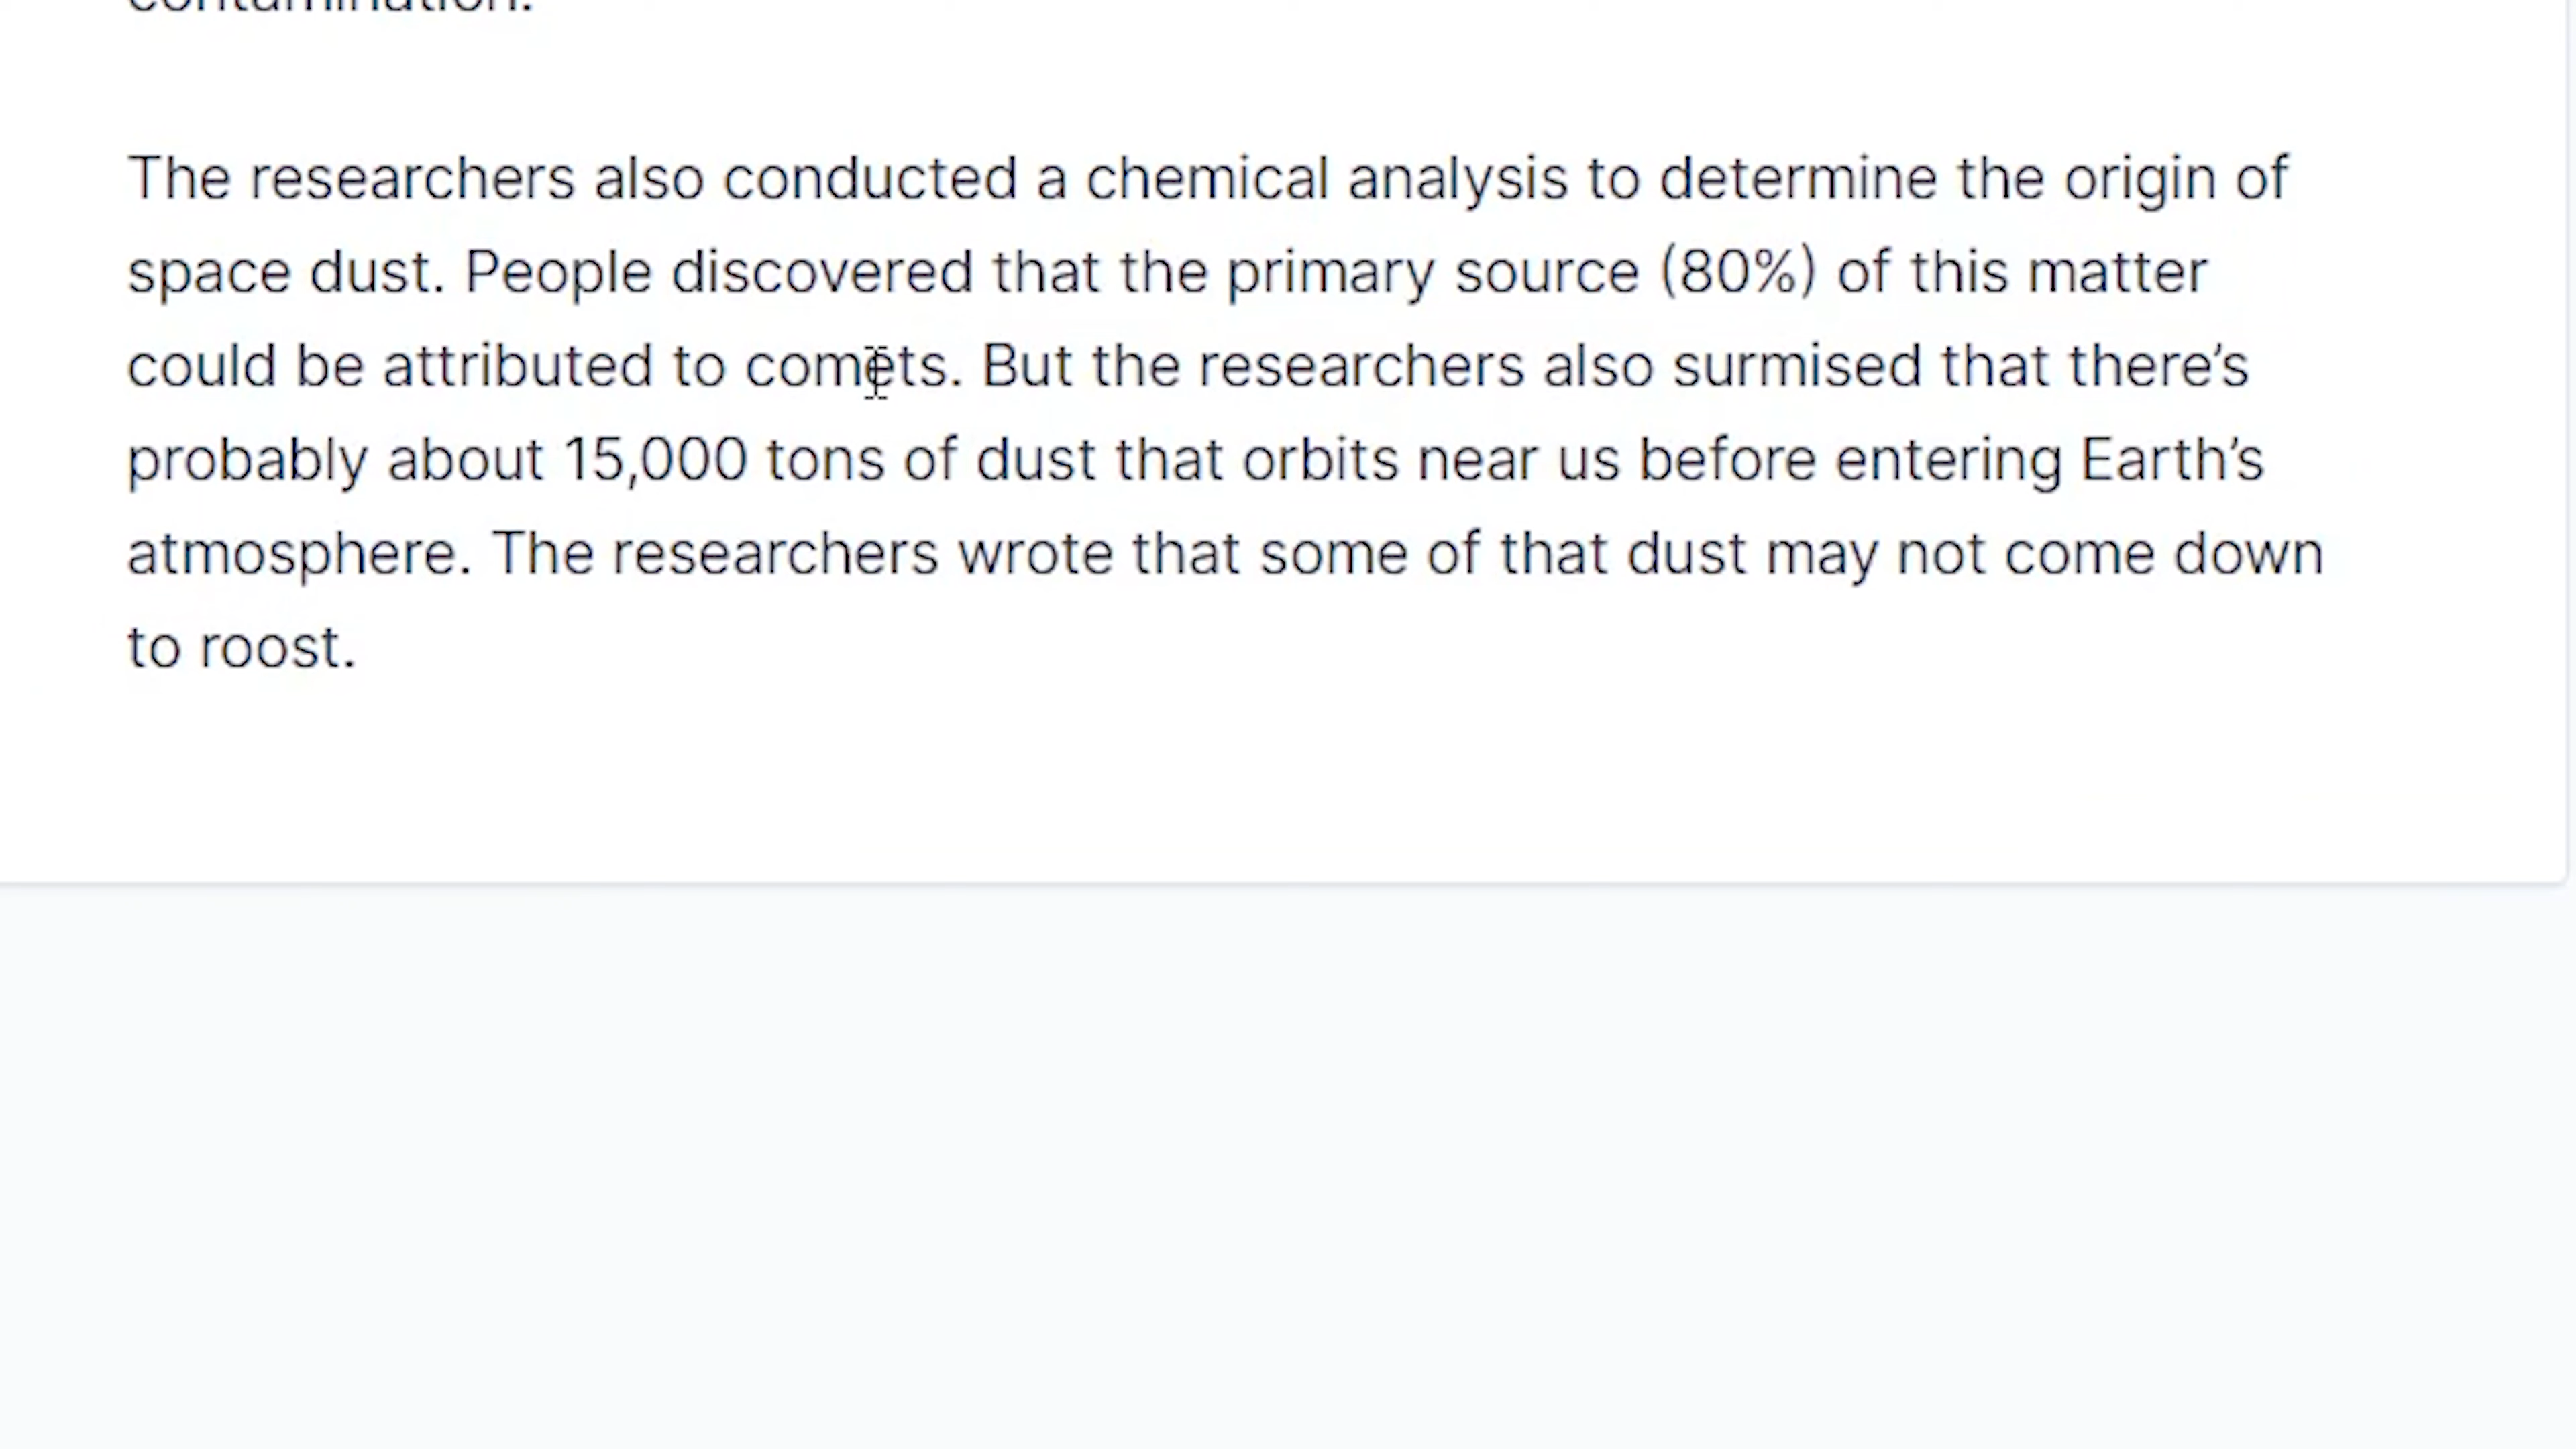 contamination.
The researchers also conducted a chemical analysis to determine the origin of
space dust. People discovered that the primary source (80%) of this matter
could be attributed to comets. But the researchers also surmised that there’s
probably about 15,000 tons of dust that orbits near us before entering Earth’s
atmosphere. The researchers wrote that some of that dust may not come down
to roost.